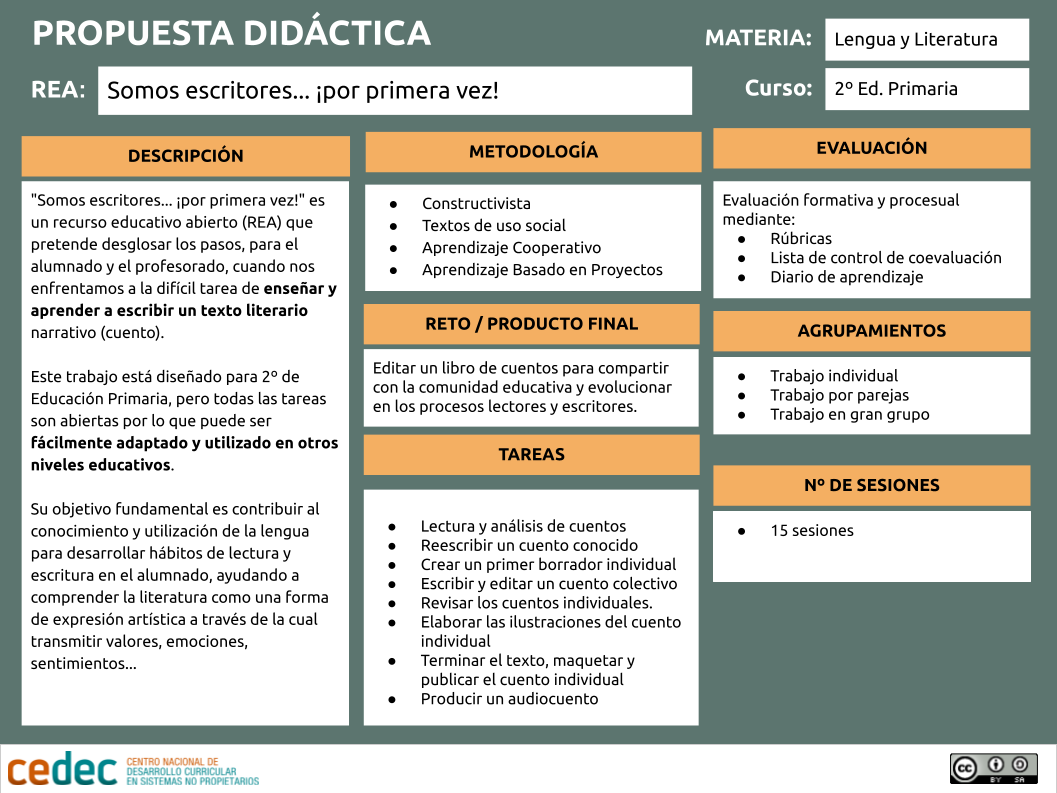 PROPUESTA DIDÁCTICA
MATERIA:
Lengua y Literatura
REA:
Somos escritores... ¡por primera vez!
Curso:
2º Ed. Primaria
DESCRIPCIÓN
"Somos escritores... ¡por primera vez!" es
un recurso educativo abierto (REA) que
pretende desglosar los pasos, para el
alumnado y el profesorado, cuando nos
enfrentamos a la difícil tarea de enseñar y
aprender a escribir un texto literario
narrativo (cuento).
Este trabajo está diseñado para 2º de
Educación Primaria, pero todas las tareas
son abiertas por lo que puede ser
fácilmente adaptado y utilizado en otros
niveles educativos.
Su objetivo fundamental es contribuir al
conocimiento y utilización de la lengua
para desarrollar hábitos de lectura y
escritura en el alumnado, ayudando a
comprender la literatura como una forma
de expresión artística a través de la cual
transmitir valores, emociones,
sentimientos...
METODOLOGÍA
● Constructivista
● Textos de uso social
● Aprendizaje Cooperativo
● Aprendizaje Basado en Proyectos
RETO / PRODUCTO FINAL
Editar un libro de cuentos para compartir
con la comunidad educativa y evolucionar
en los procesos lectores y escritores.
TAREAS
● Lectura y análisis de cuentos
● Reescribir un cuento conocido
● Crear un primer borrador individual
● Escribir y editar un cuento colectivo
● Revisar los cuentos individuales.
● Elaborar las ilustraciones del cuento
individual
● Terminar el texto, maquetar y
publicar el cuento individual
● Producir un audiocuento
EVALUACIÓN
Evaluación formativa y procesual
mediante:
● Rúbricas
● Lista de control de coevaluación
● Diario de aprendizaje
AGRUPAMIENTOS
● Trabajo individual
● Trabajo por parejas
● Trabajo en gran grupo
Nº DE SESIONES
● 15 sesiones
cedec
CENTRO NACIONAL DE
DESARROLLO CURRICULAR
EN SISTEMAS NO PROPIETARIOS
cc
BY SA